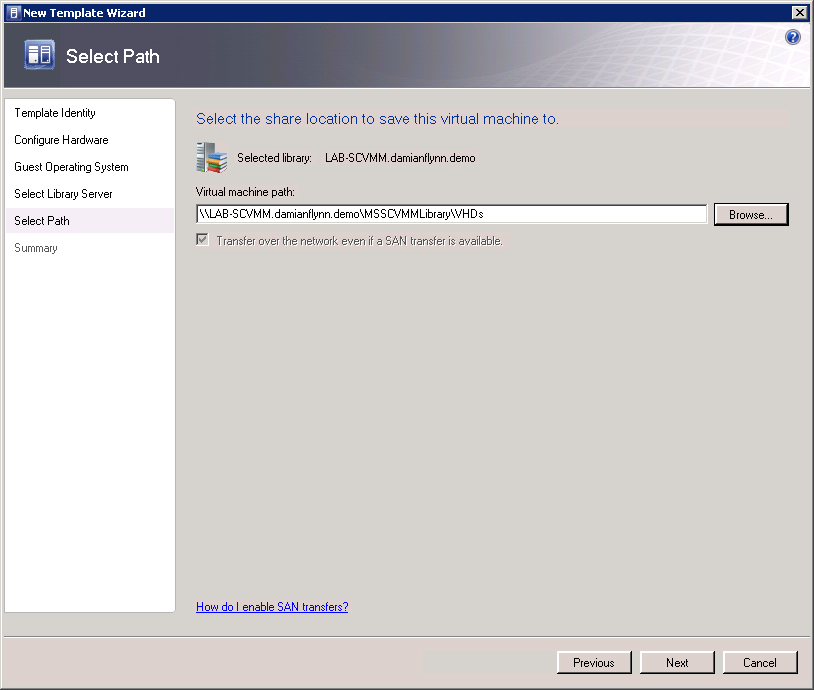 New Template Wizard
Select Path
Template Identity
Configure Hardware
Guest Operating System
Select Library Server
Select Path
Summary
Select the share location to save this virtual machine to.
Selected library: LAB-SCVMM.damianflynn.demo
Virtual machine path:
\\LAB-SCVMM.damianflynn.demo\MSSCVMMLibrary\VHDs
Browse...
Transfer over the network even if a SAN transfer is available.
How do I enable SAN transfers?
Previous Next Cancel